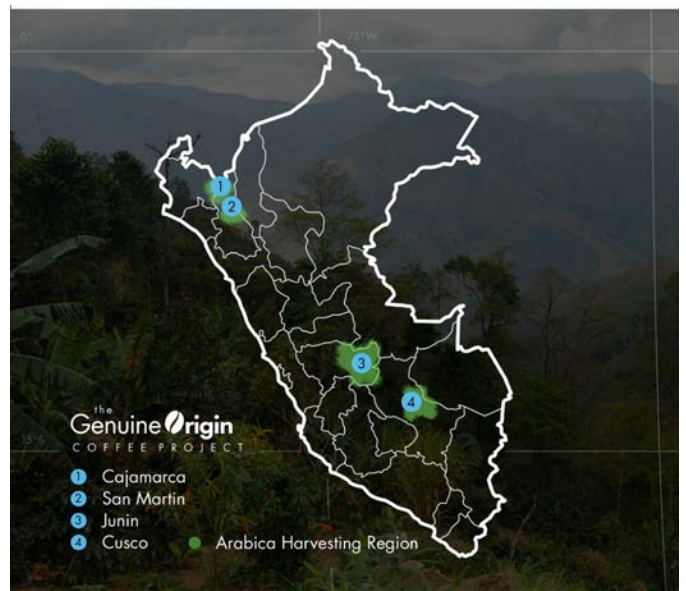 0°
75°W
1
2
3
4
the
Genuine Origin
COFFEE PROJECT
15°S
1 Cajamarca
2 San Martin
3 Junin
4 Cusco
Arabica Harvesting Region